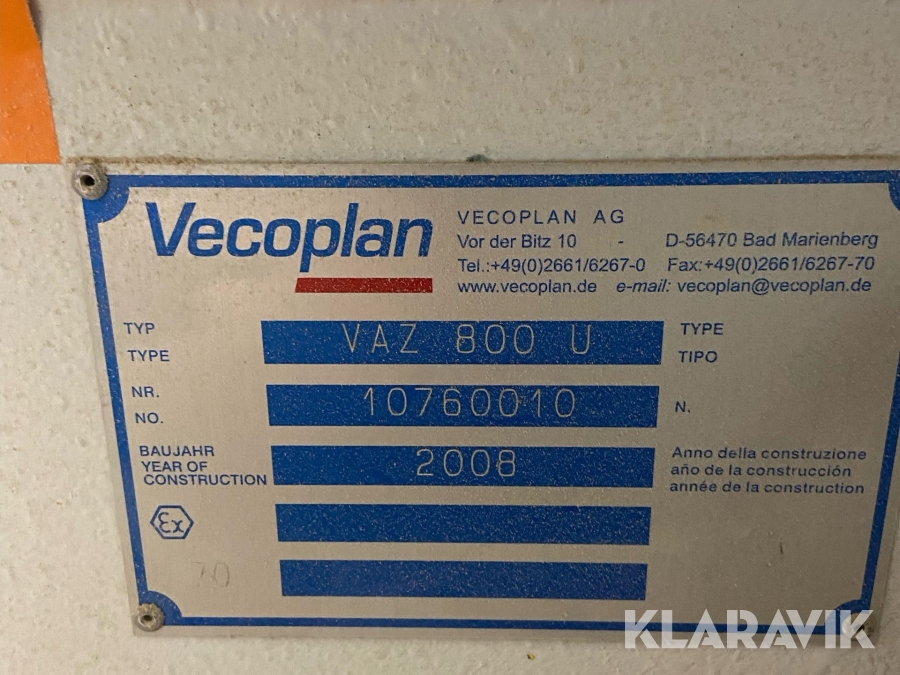 Vecoplan
VECOPLAN AG
Vor der Bitz 10 - D-56470 Bad Marienberg
Tel.:+49(0)2661/6267-0 Fax:+49(0)2661/6267-70
www.vecoplan.de e-mail: vecoplan@vecoplan.de
TYP
TYPE
VAZ 800 U
TYPE
TIPO
NR.
NO.
10760010
N.
BAUJAHR
YEAR OF
CONSTRUCTION
2008
Anno della construzione
año de la construcción
année de la construction
Ex
70
KLARAVIK